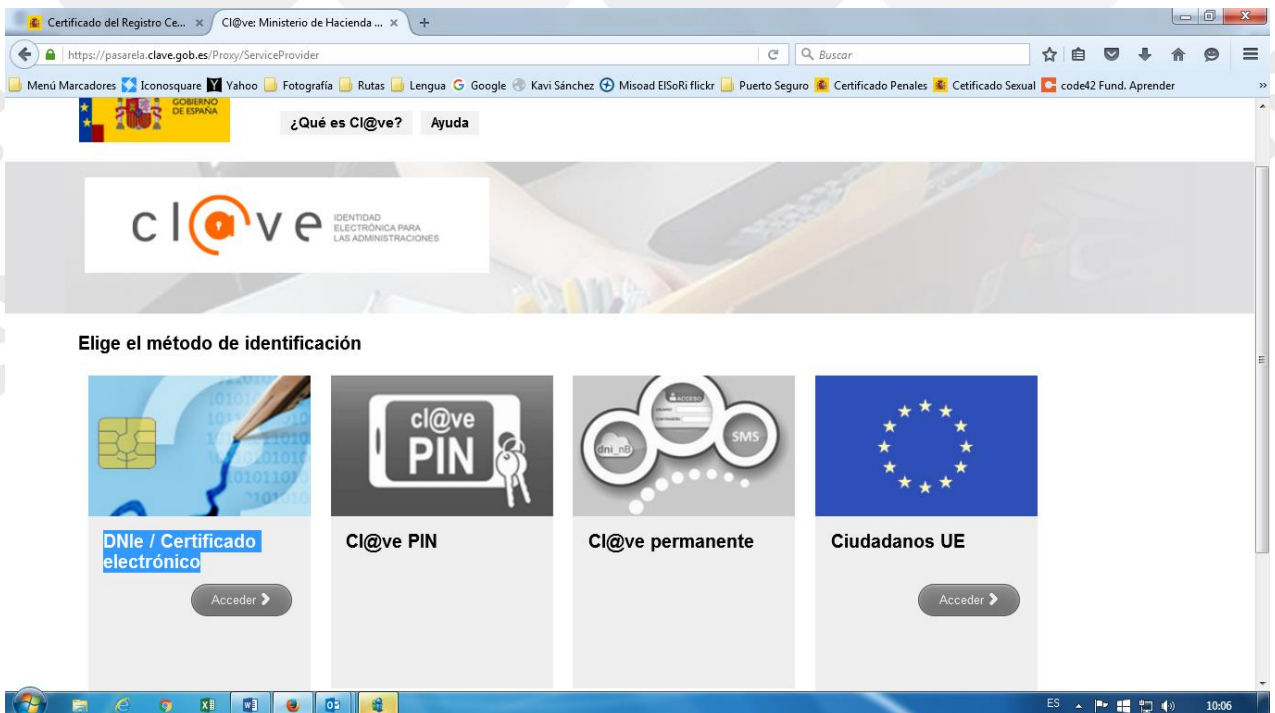 Certificado del Registro Ce... × Cl@ve: Ministerio de Hacienda ... × +
https://pasarela.clave.gob.es/Proxy/ServiceProvider Buscar
Menú Marcadores Iconosquare Yahoo Fotografía Rutas Lengua Google Kavi Sánchez Misoad ElSoRi flickr Puerto Seguro Certificado Penales Cetificado Sexual code42 Fund. Aprender »
GOBIERNO
DE ESPAÑA
¿Qué es Cl@ve? Ayuda
cl@ve
IDENTIDAD
ELECTRÓNICA PARA
LAS ADMINISTRACIONES
Elige el método de identificación
cl@ve
PIN
ACCESO
dni_nB
SMS
DNIe / Certificado
electrónico
Acceder
Cl@ve PIN
Cl@ve permanente
Ciudadanos UE
Acceder
ES 10:06